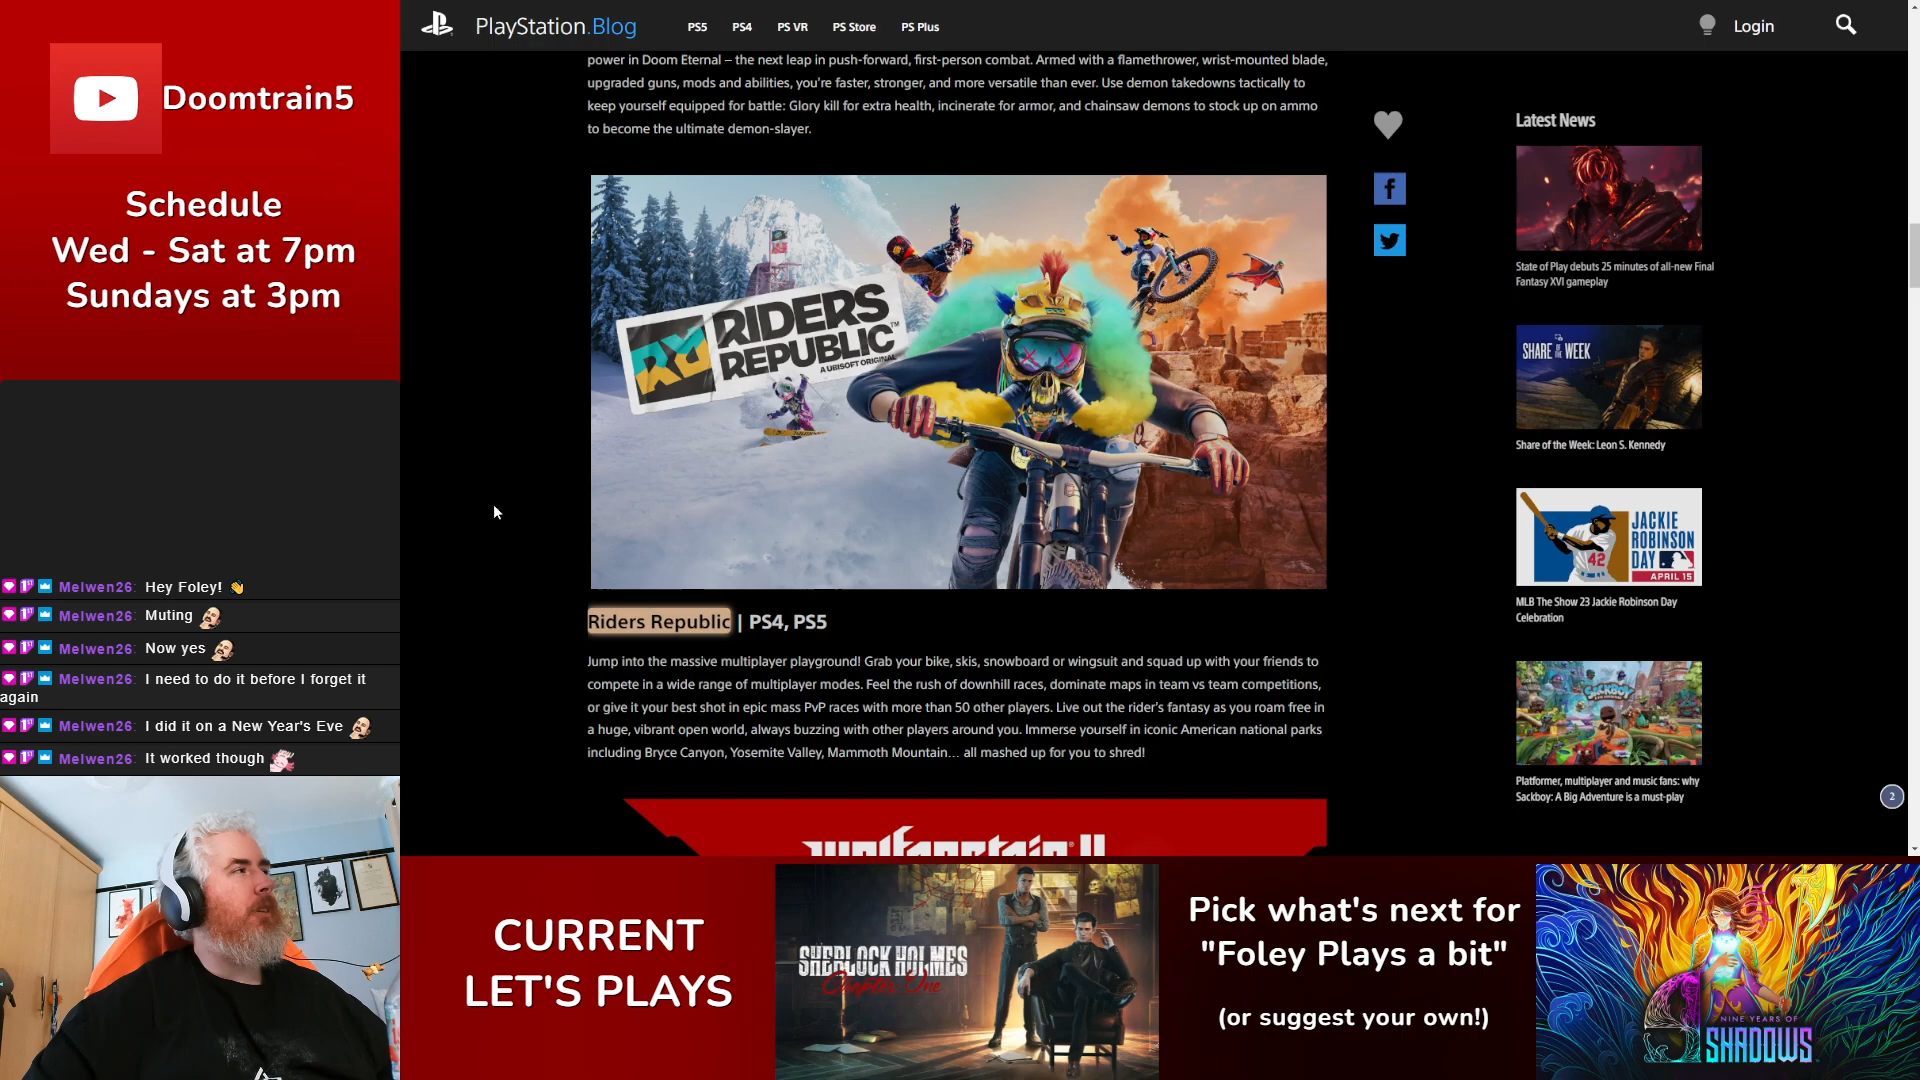 Doomtrain5
Schedule
Wed - Sat at 7pm
Sundays at 3pm
Melwen26: Hey Foley!
Melwen26: Muting
Melwen26: Now yes
Melwen26: I need to do it before I forget it
again
Melwen26: I did it on a New Year's Eve
Melwen26: It worked though
PlayStation.Blog
PS5
PS4
PS VR
PS Store
PS Plus
Login
power in Doom Eternal – the next leap in push-forward, first-person combat. Armed with a flamethrower, wrist-mounted blade,
upgraded guns, mods and abilities, you're faster, stronger, and more versatile than ever. Use demon takedowns tactically to
keep yourself equipped for battle: Glory kill for extra health, incinerate for armor, and chainsaw demons to stock up on ammo
to become the ultimate demon-slayer.
RR
RIDERS
REPUBLIC™
A UBISOFT ORIGINAL
Riders Republic | PS4, PS5
Jump into the massive multiplayer playground! Grab your bike, skis, snowboard or wingsuit and squad up with your friends to
compete in a wide range of multiplayer modes. Feel the rush of downhill races, dominate maps in team vs team competitions,
or give it your best shot in epic mass PvP races with more than 50 other players. Live out the rider's fantasy as you roam free in
a huge, vibrant open world, always buzzing with other players around you. Immerse yourself in iconic American national parks
including Bryce Canyon, Yosemite Valley, Mammoth Mountain… all mashed up for you to shred!
Latest News
State of Play debuts 25 minutes of all-new Final
Fantasy XVI gameplay
SHARE OF THE WEEK
Share of the Week: Leon S. Kennedy
42
JACKIE
ROBINSON
DAY
APRIL 15
MLB The Show 23 Jackie Robinson Day
Celebration
SACKBOY
Platformer, multiplayer and music fans: why
Sackboy: A Big Adventure is a must-play
2
CURRENT
LET'S PLAYS
SHERLOCK HOLMES
Chapter One
Pick what's next for
"Foley Plays a bit"
(or suggest your own!)
NINE YEARS OF
SHADOWS